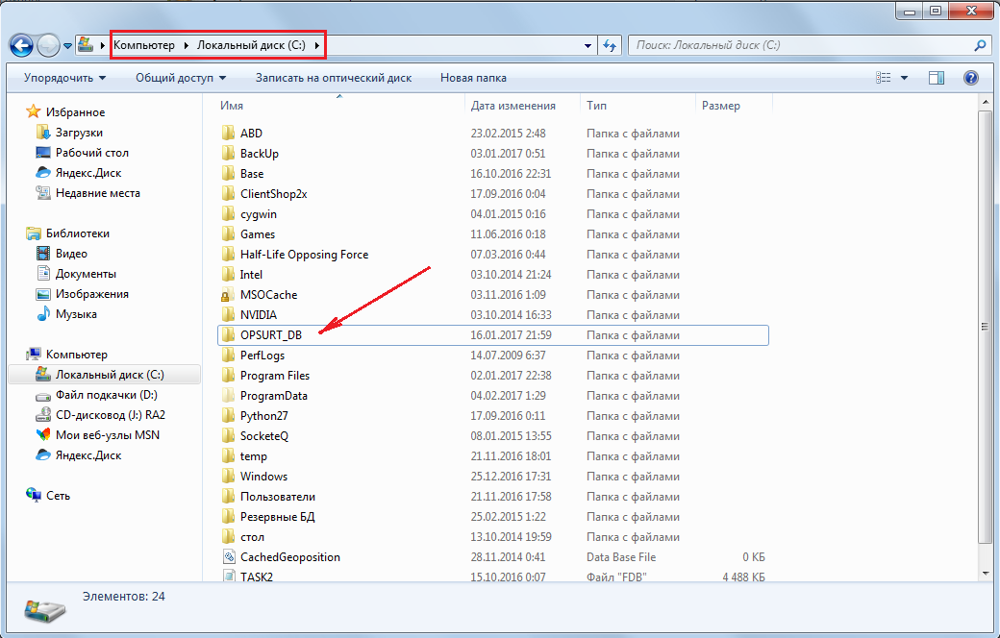 Компьютер Локальный диск (C:) Поиск: Локальный диск (C:)
Упорядочить Общий доступ Записать на оптический диск Новая папка
Избранное
Загрузки
Рабочий стол
Яндекс.Диск
Недавние места
Библиотеки
Видео
Документы
Изображения
Музыка
Компьютер
Локальный диск (C:)
Файл подкачки (D:)
CD-дисковод (J:) RA2
Мои веб-узлы MSN
Яндекс.Диск
Сеть
Имя Дата изменения Тип Размер
ABD 23.02.2015 2:48 Папка с файлами
BackUp 03.01.2017 0:51 Папка с файлами
Base 16.10.2016 22:31 Папка с файлами
ClientShop2x 17.09.2016 0:04 Папка с файлами
cygwin 04.01.2015 0:16 Папка с файлами
Games 11.06.2016 0:18 Папка с файлами
Half-Life Opposing Force 07.03.2016 0:44 Папка с файлами
Intel 03.10.2014 21:24 Папка с файлами
MSOCache 03.11.2016 1:09 Папка с файлами
NVIDIA 03.10.2014 16:33 Папка с файлами
OPSURT_DB 16.01.2017 21:59 Папка с файлами
PerfLogs 14.07.2009 6:37 Папка с файлами
Program Files 02.01.2017 22:38 Папка с файлами
ProgramData 04.02.2017 1:29 Папка с файлами
Python27 17.09.2016 0:11 Папка с файлами
SocketeQ 08.01.2015 13:55 Папка с файлами
temp 21.11.2016 18:01 Папка с файлами
Windows 25.12.2016 17:31 Папка с файлами
Пользователи 21.11.2016 17:58 Папка с файлами
Резервные БД 25.02.2015 1:22 Папка с файлами
стол 13.10.2014 19:59 Папка с файлами
CachedGeoposition 28.11.2014 0:41 Data Base File 0 КБ
TASK2 15.10.2016 0:07 Файл "FDB" 4 488 КБ
Элементов: 24